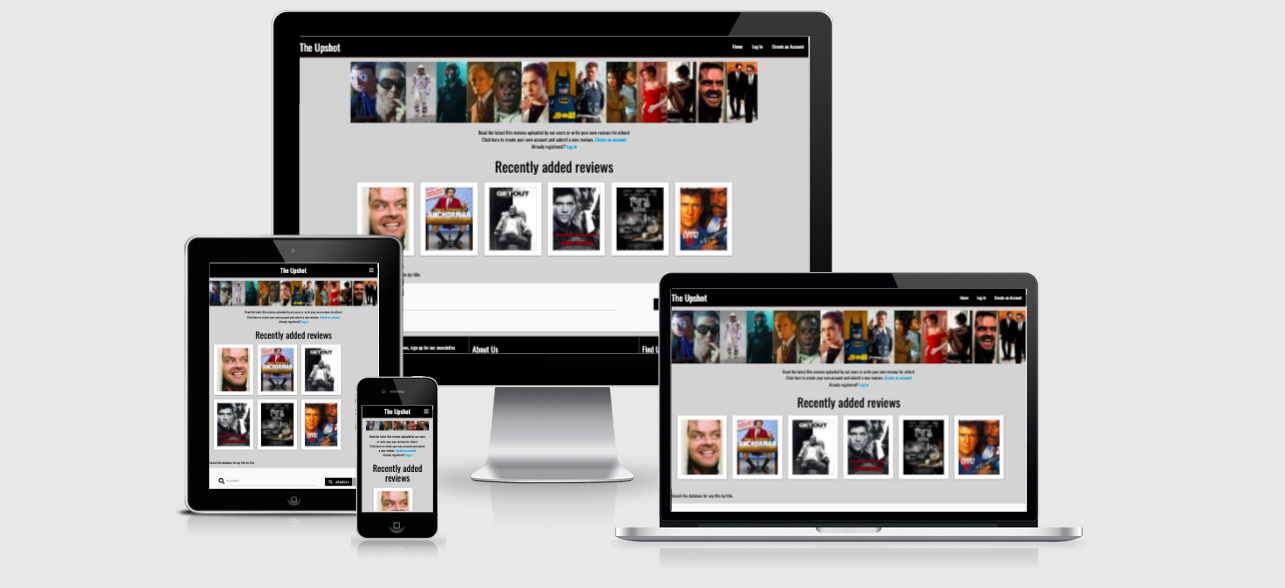 The Upshot
Home Log In Create an Account
Read the latest film reviews uploaded by our users or write your own reviews for others!
Click here to create your own account and submit a new reviews. Create an account
Already registered? Log in
Recently added reviews
ANCHORMAN
GET OUT
by title.
sign up for our newsletter.
About Us
Find U
The Upshot
Read the latest film reviews uploaded by our users or write your own reviews for others!
Click here to create your own account and submit a new reviews. Create an account
Already registered? Log in
Recently added reviews
ANCHORMAN
GET OUT
Search the database for any film by title.
SEARCH
The Upshot
Read the latest film reviews uploaded by our users
or write your own reviews for others!
Click here to create your own account and submit
a new reviews. Create an account
Already registered? Log in
Recently added
reviews
The Upshot
Home Log In Create an Account
Read the latest film reviews uploaded by our users or write your own reviews for others!
Click here to create your own account and submit a new reviews. Create an account
Already registered? Log in
Recently added reviews
ANCHORMAN
GET OUT
Search the database for any film by title.